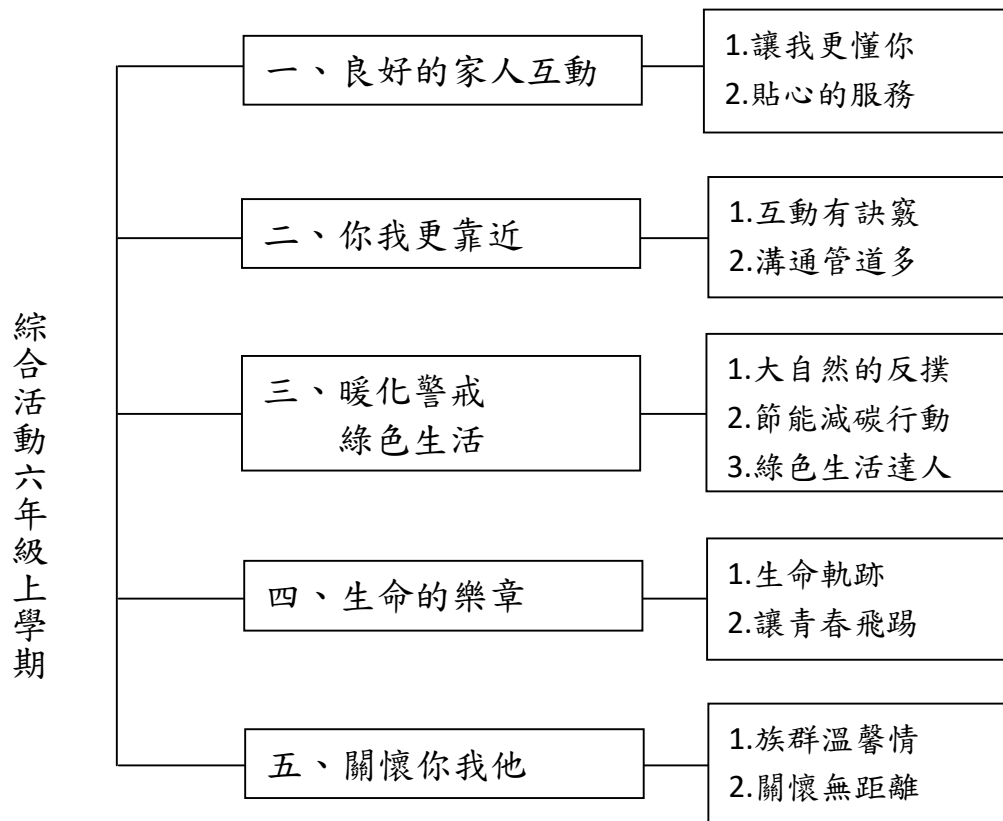 綜合活動六年級上學期
一、良好的家人互動
1.讓我更懂你
2.貼心的服務
二、你我更靠近
1.互動有訣竅
2.溝通管道多
三、暖化警戒
綠色生活
1.大自然的反撲
2.節能減碳行動
3.綠色生活達人
四、生命的樂章
1.生命軌跡
2.讓青春飛踢
五、關懷你我他
1.族群溫馨情
2.關懷無距離